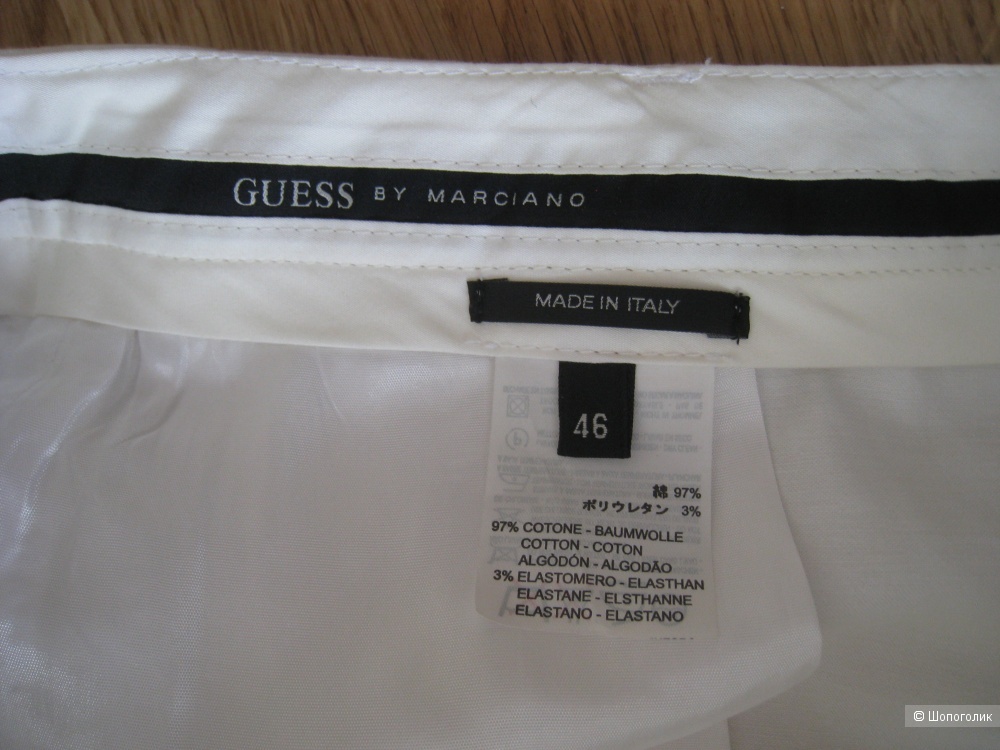 GUESS BY MARCIANO
MADE IN ITALY
46
綿 97%
ポリウレタン 3%
97% COTONE - BAUMWOLLE
COTTON - COTON
ALGÒDÓN - ALGODÃO
3% ELASTOMERO - ELASTHAN
ELASTANE - ELSTHANNE
ELASTANO - ELASTANO
© Шопоголик